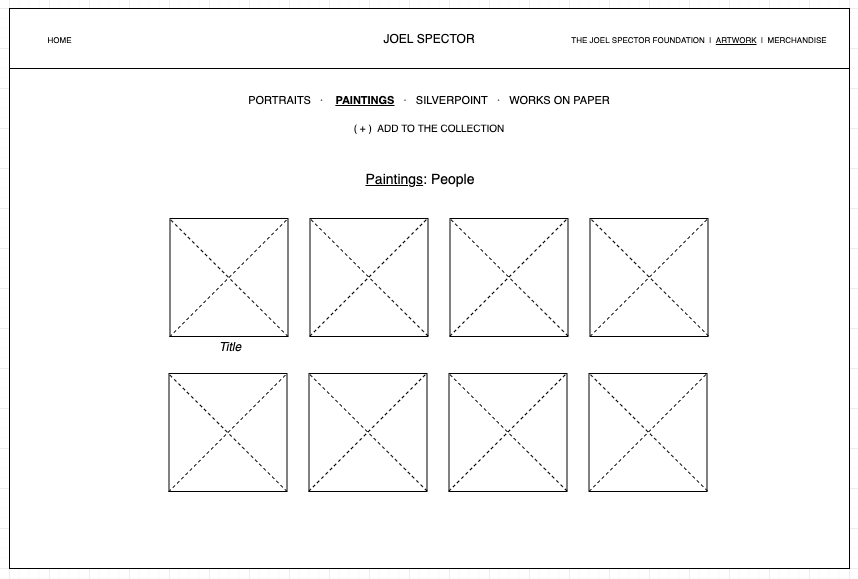 HOME
JOEL SPECTOR
THE JOEL SPECTOR FOUNDATION | ARTWORK | MERCHANDISE
PORTRAITS · PAINTINGS · SILVERPOINT · WORKS ON PAPER
( + ) ADD TO THE COLLECTION
Paintings: People
Title